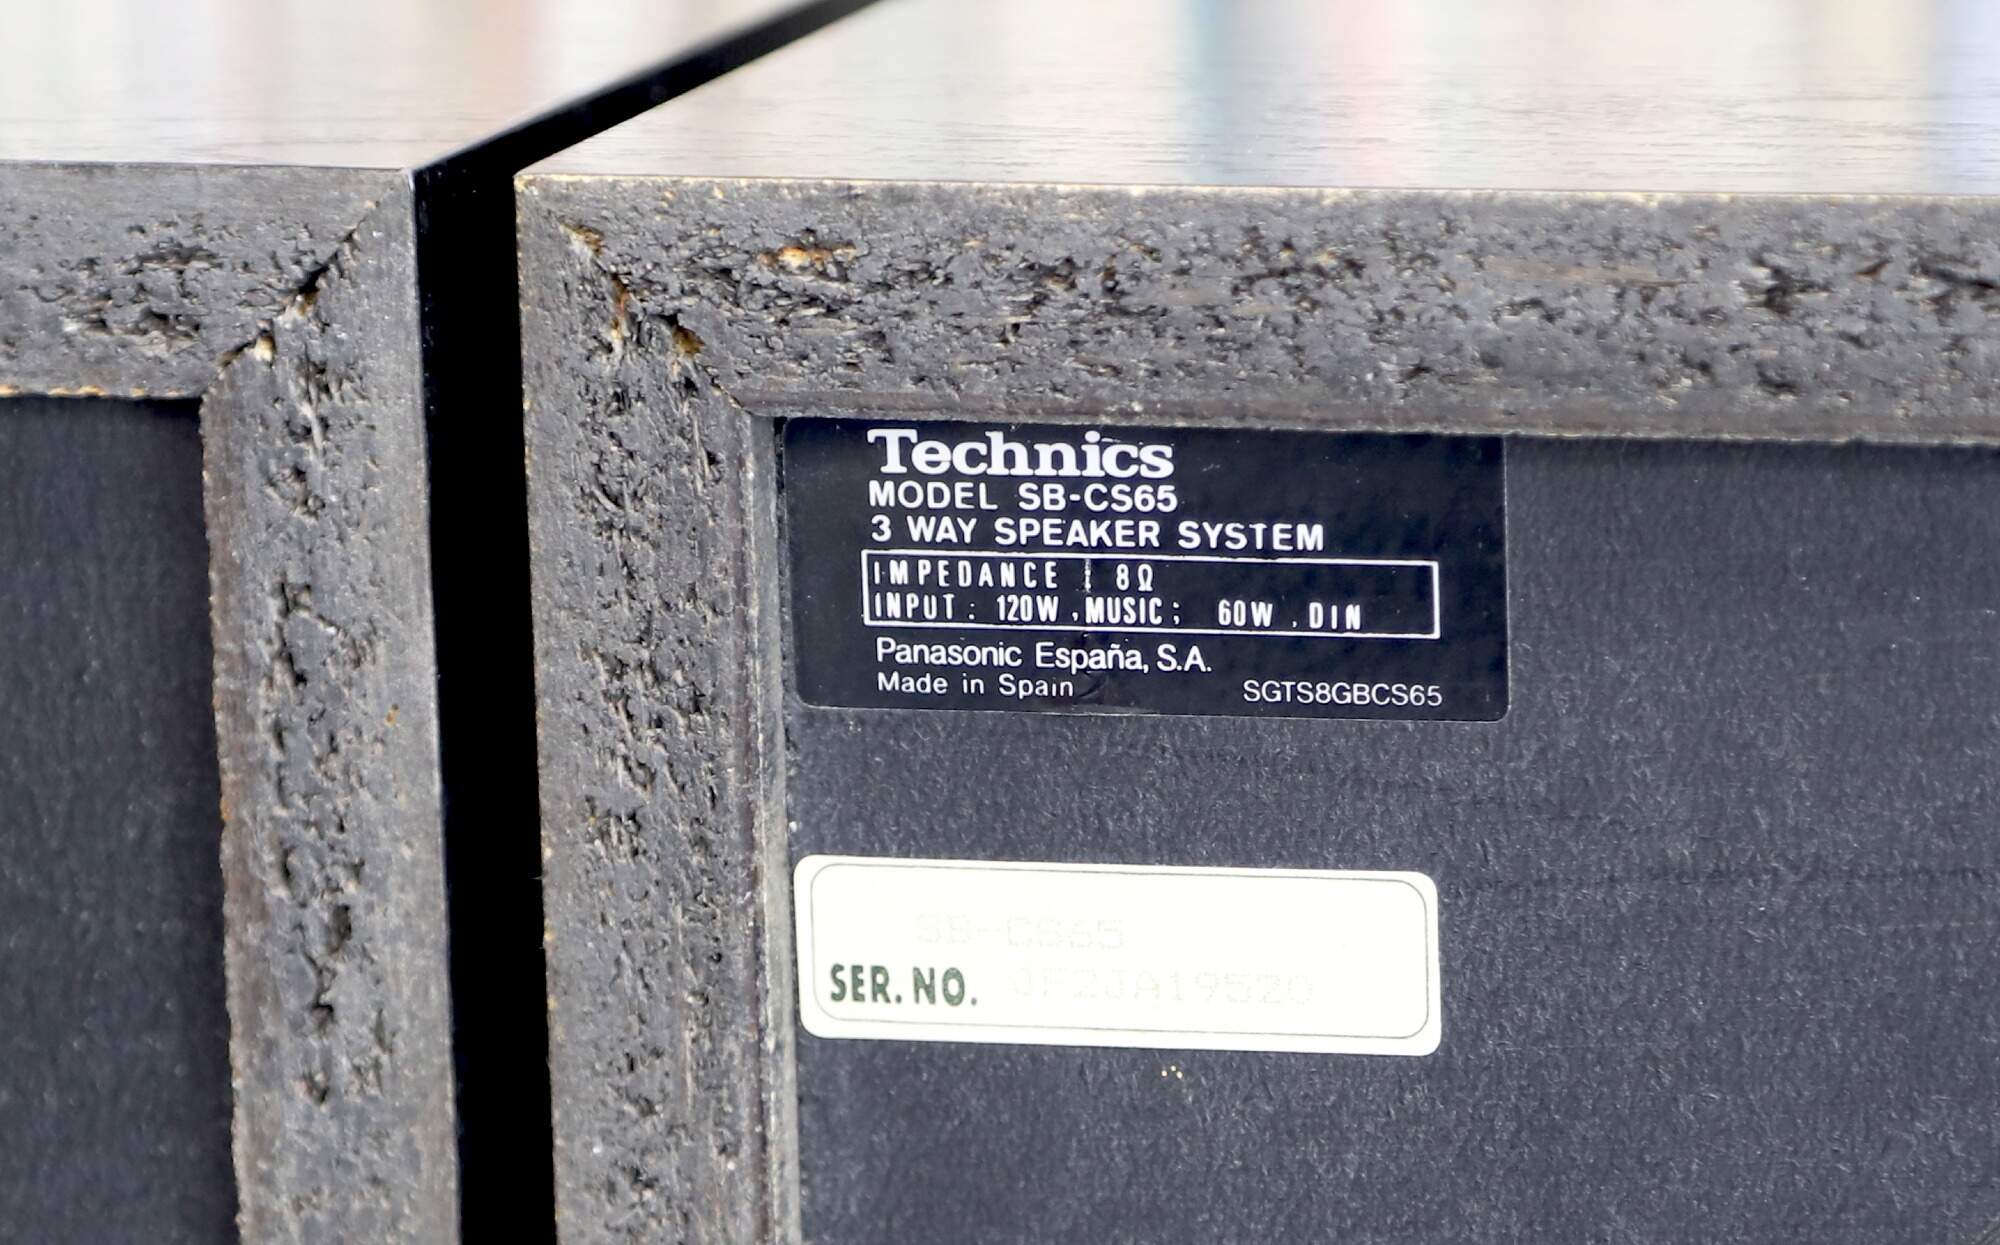 Technics
MODEL SB-CS65
3 WAY SPEAKER SYSTEM
IMPEDANCE : 8Ω
INPUT : 120W , MUSIC ; 60W . DIN
Panasonic España, S.A.
Made in Spain SGTS8GBCS65
SB-CS65
SER. NO. JF2JA19520